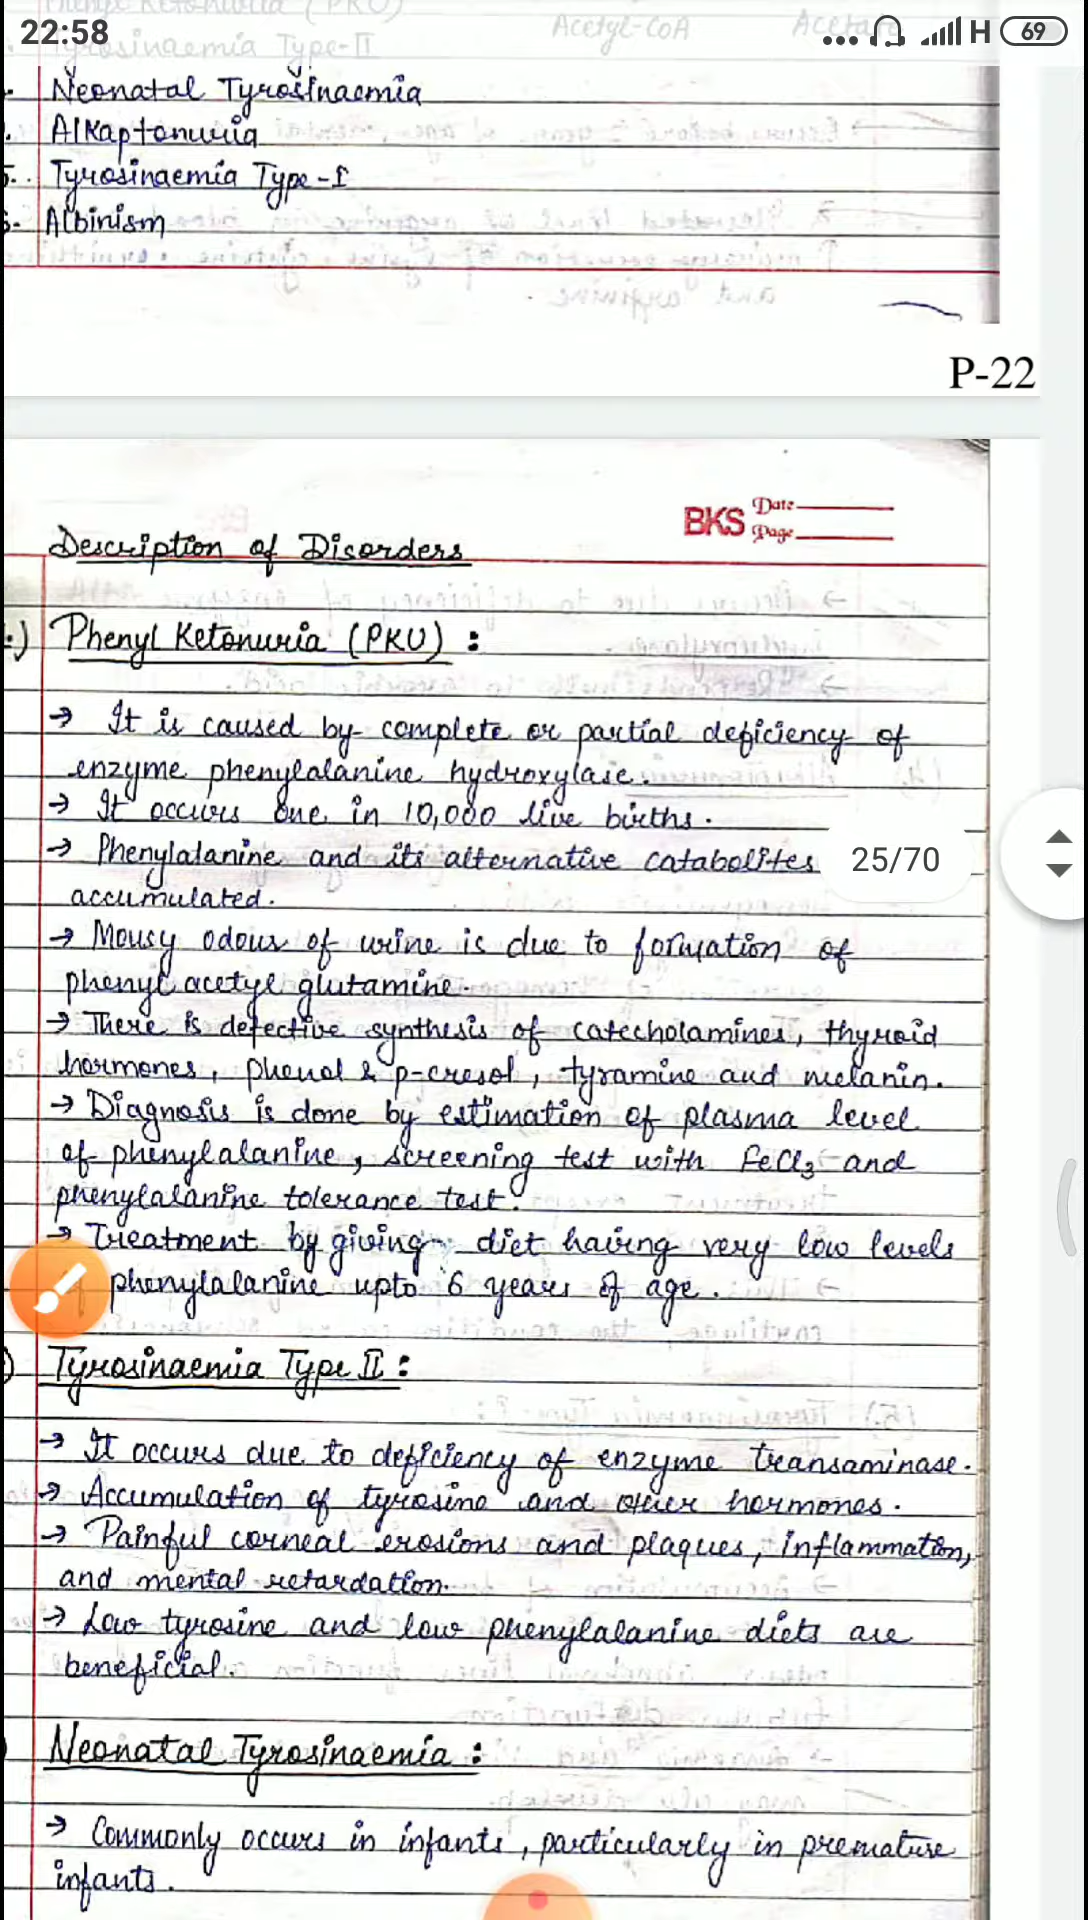 22:58
69
H
Acetyl-CoA
Tyrosinaemia Type-II
Neonatal Tyrosinaemia
Alkaptonuria
Tyrosinaemia Type-I
Albinism
P-22
BKS Date
Page
Description of Disorders
Phenyl Ketonuria (PKU) :
→ It is caused by complete or partial deficiency of
enzyme phenylalanine hydroxylase.
→ It occurs one in 10,000 live births.
→ Phenylalanine and its alternative catabolites
accumulated.
25/70
→ Mousy odour of urine is due to formation of
phenyl acetyl glutamine.
→ There is defective synthesis of catecholamines, thyroid
hormones, phenol & p-cresol, tyramine and melanin.
→ Diagnosis is done by estimation of plasma level
of phenylalanine, screening test with FeCl3 and
phenylalanine tolerance test.
→ Treatment by giving diet having very low levels
phenylalanine upto 6 years of age.
Tyrosinaemia Type II :
→ It occurs due to deficiency of enzyme transaminase.
→ Accumulation of tyrosine and other hormones.
→ Painful corneal erosions and plaques, inflammation,
and mental retardation.
→ Low tyrosine and low phenylalanine diets are
beneficial.
Neonatal Tyrosinaemia :
→ Commonly occurs in infants, particularly in premature
infants.